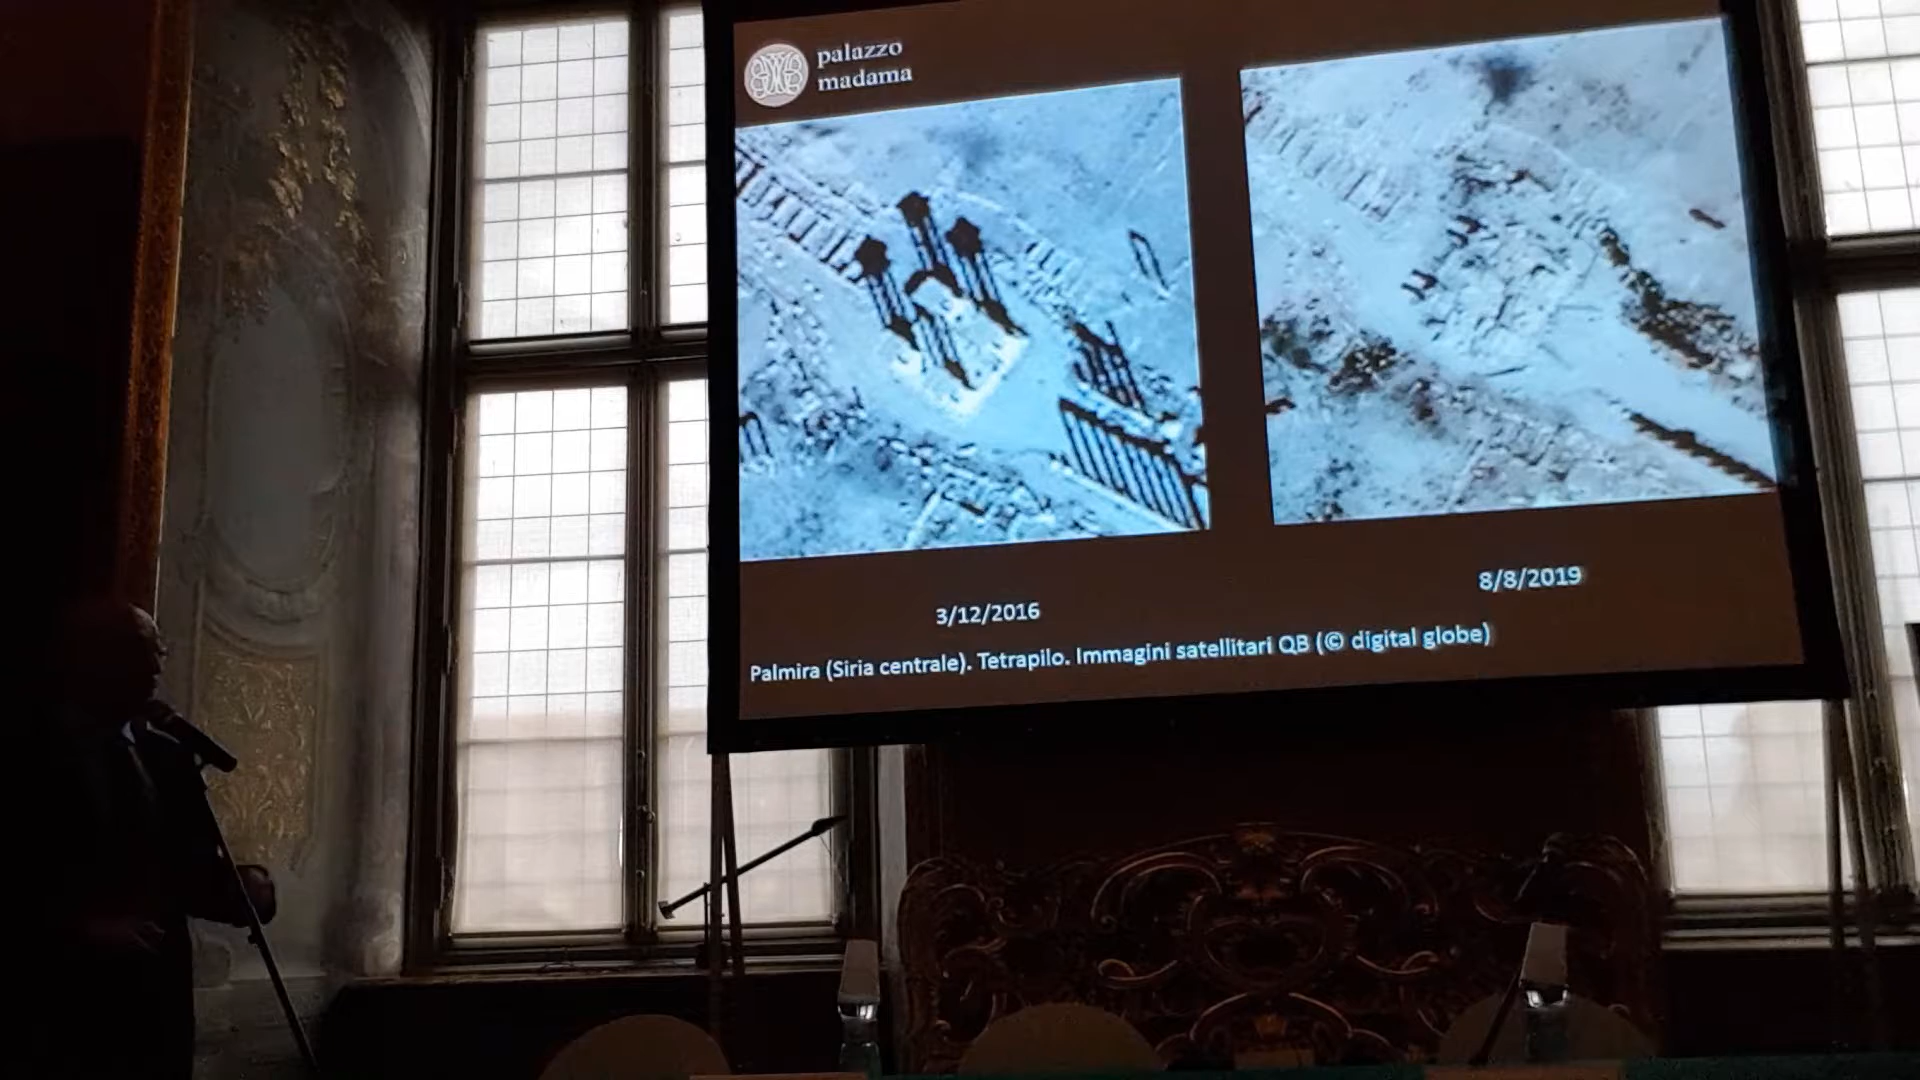 palazzo
madama
3/12/2016
8/8/2019
Palmira (Siria centrale). Tetrapilo. Immagini satellitari QB (© digital globe)